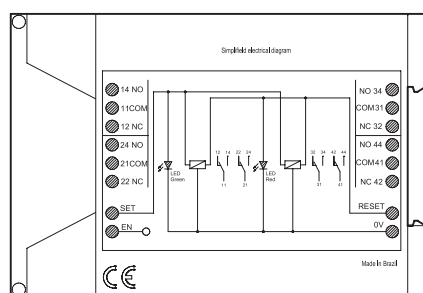 Simplifield electrical diagram
14 NO
11COM
12 NC
24 NO
21COM
22 NC
SET
EN
NO 34
COM31
NC 32
NO 44
COM41
NC 42
RESET
0V
LED
Green
12 14
11
22 24
21
LED
Red
32 34
31
42 44
41
Made in Brazil
CE